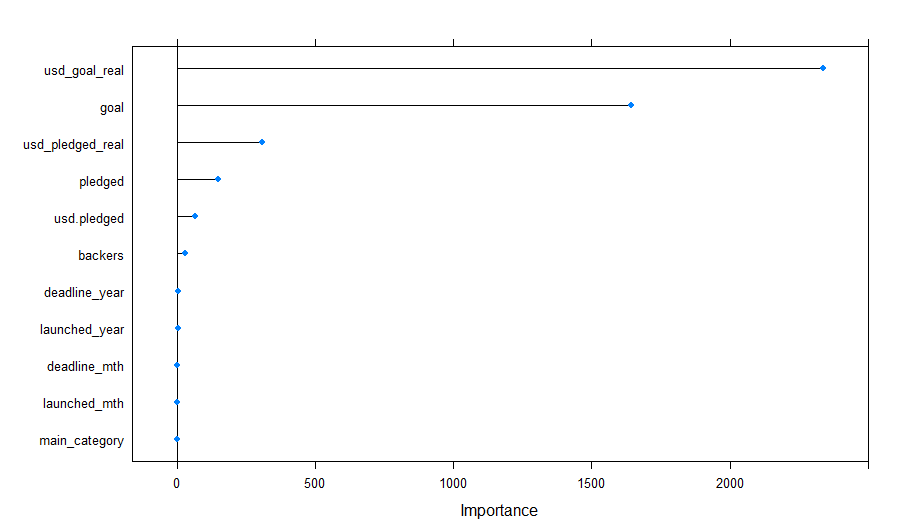 usd_goal_real
goal
usd_pledged_real
pledged
usd.pledged
backers
deadline_year
launched_year
deadline_mth
launched_mth
main_category
0 500 1000 1500 2000
Importance